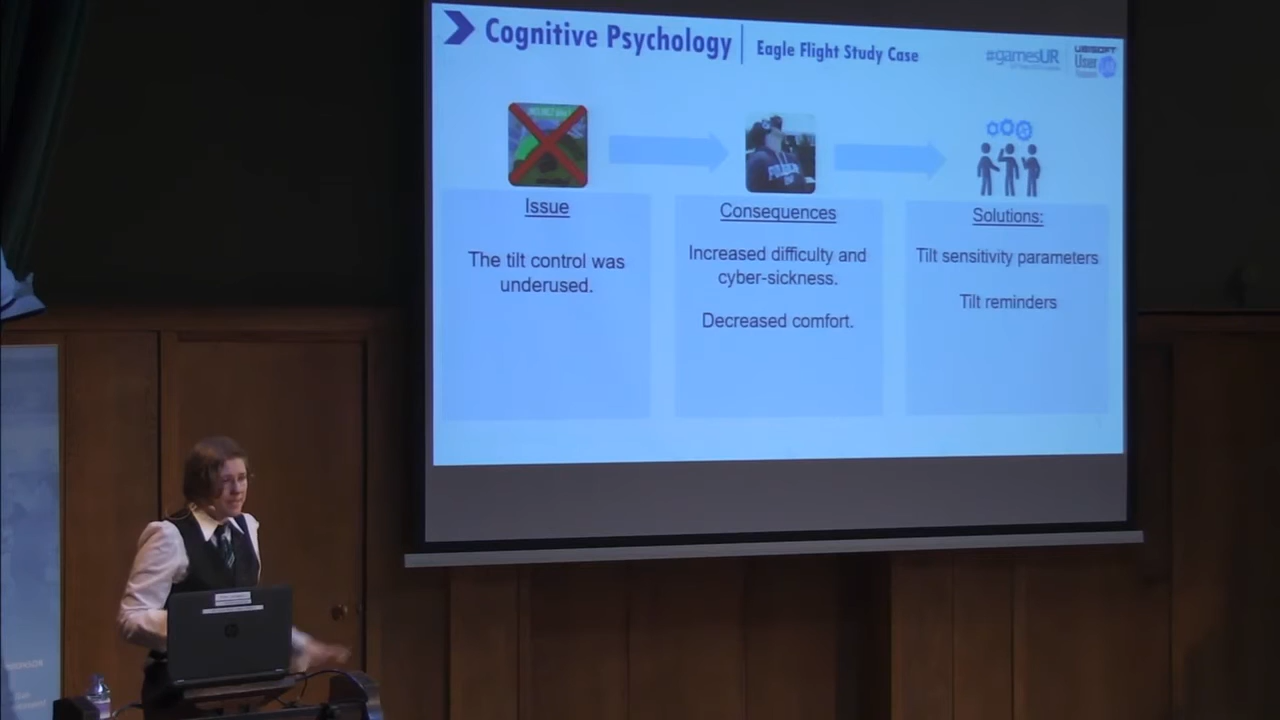 Cognitive Psychology
Eagle Flight Study Case
#gamesUR
UBISOFT
User
Issue
The tilt control was
underused.
Consequences
Increased difficulty and
cyber-sickness.
Decreased comfort.
Solutions:
Tilt sensitivity parameters
Tilt reminders